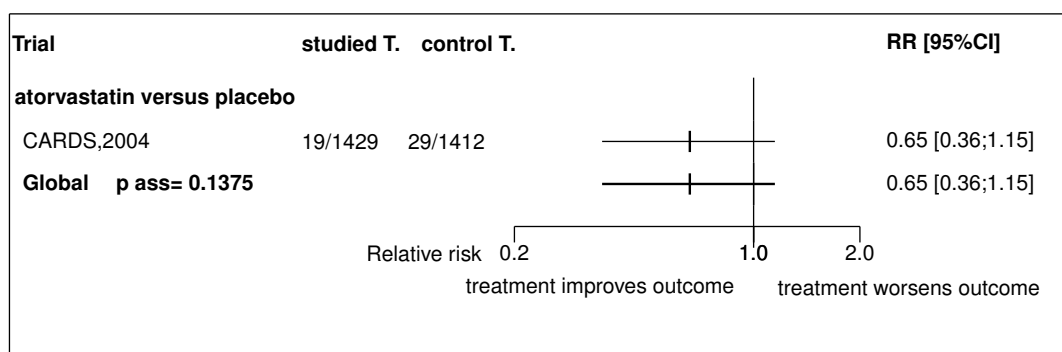 Trial studied T. control T. RR [95%CI]
atorvastatin versus placebo
CARDS,2004 19/1429 29/1412 0.65 [0.36;1.15]
Global p ass= 0.1375 0.65 [0.36;1.15]
Relative risk 0.2 1.0 2.0
treatment improves outcome treatment worsens outcome